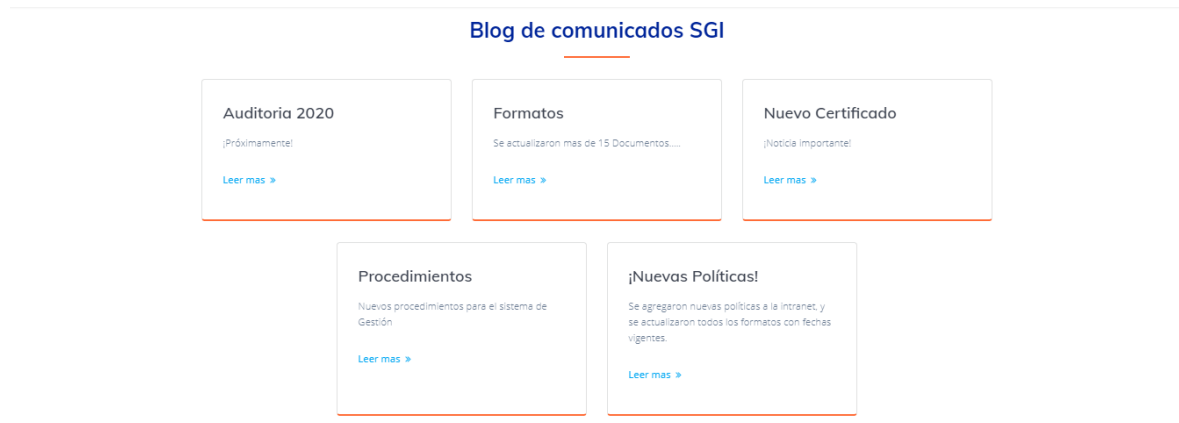 Blog de comunicados SGI
Auditoria 2020
¡Próximamente!
Leer mas »
Formatos
Se actualizaron mas de 15 Documentos.....
Leer mas »
Nuevo Certificado
¡Noticia importante!
Leer mas »
Procedimientos
Nuevos procedimientos para el sistema de
Gestión
Leer mas »
¡Nuevas Políticas!
Se agregaron nuevas políticas a la intranet, y
se actualizaron todos los formatos con fechas
vigentes.
Leer mas »